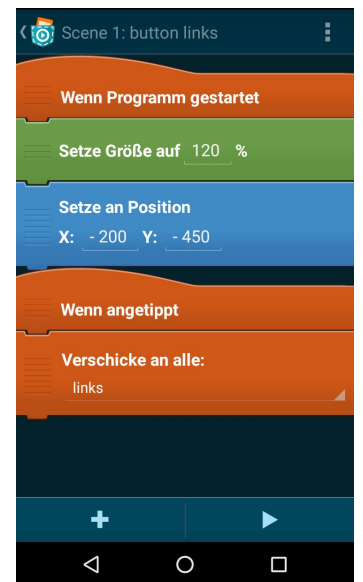 Scene 1: button links
Wenn Programm gestartet
Setze Größe auf 120 %
Setze an Position
X: - 200 Y: - 450
Wenn angetippt
Verschicke an alle:
links